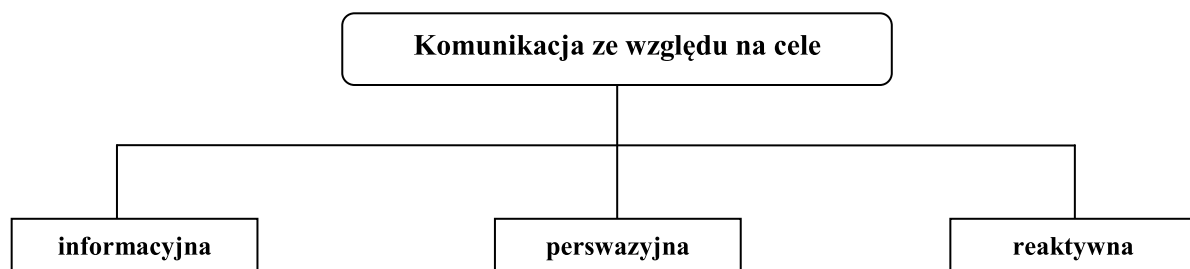 Komunikacja ze względu na cele
informacyjna
perswazyjna
reaktywna